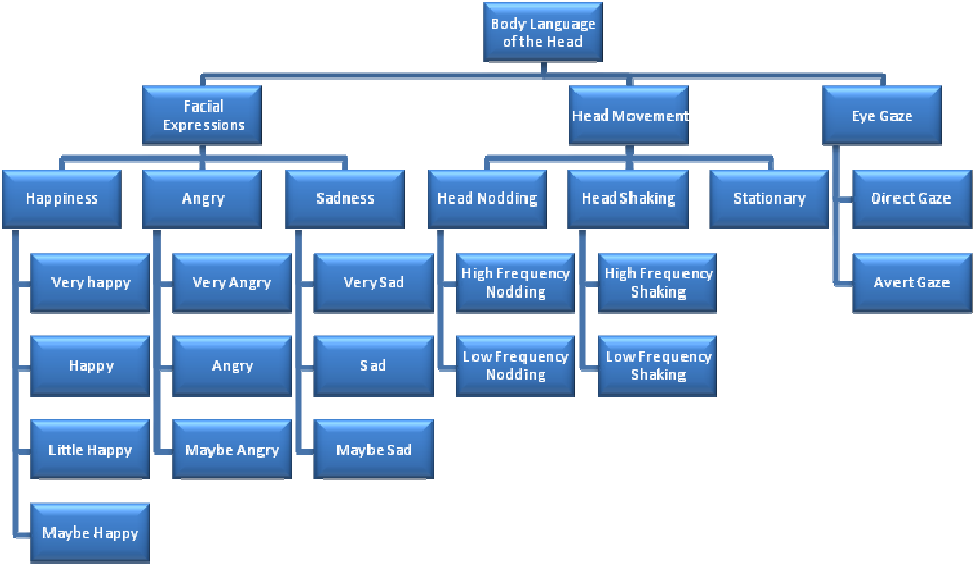 Body Language
of the Head
Facial
Expressions
Head Movement
Eye Gaze
Happiness
Angry
Sadness
Head Nodding
Head Shaking
Stationary
Direct Gaze
Very happy
Very Angry
Very Sad
High Frequency
Nodding
High Frequency
Shaking
Avert Gaze
Happy
Angry
Sad
Low Frequency
Nodding
Low Frequency
Shaking
Little Happy
Maybe Angry
Maybe Sad
Maybe Happy